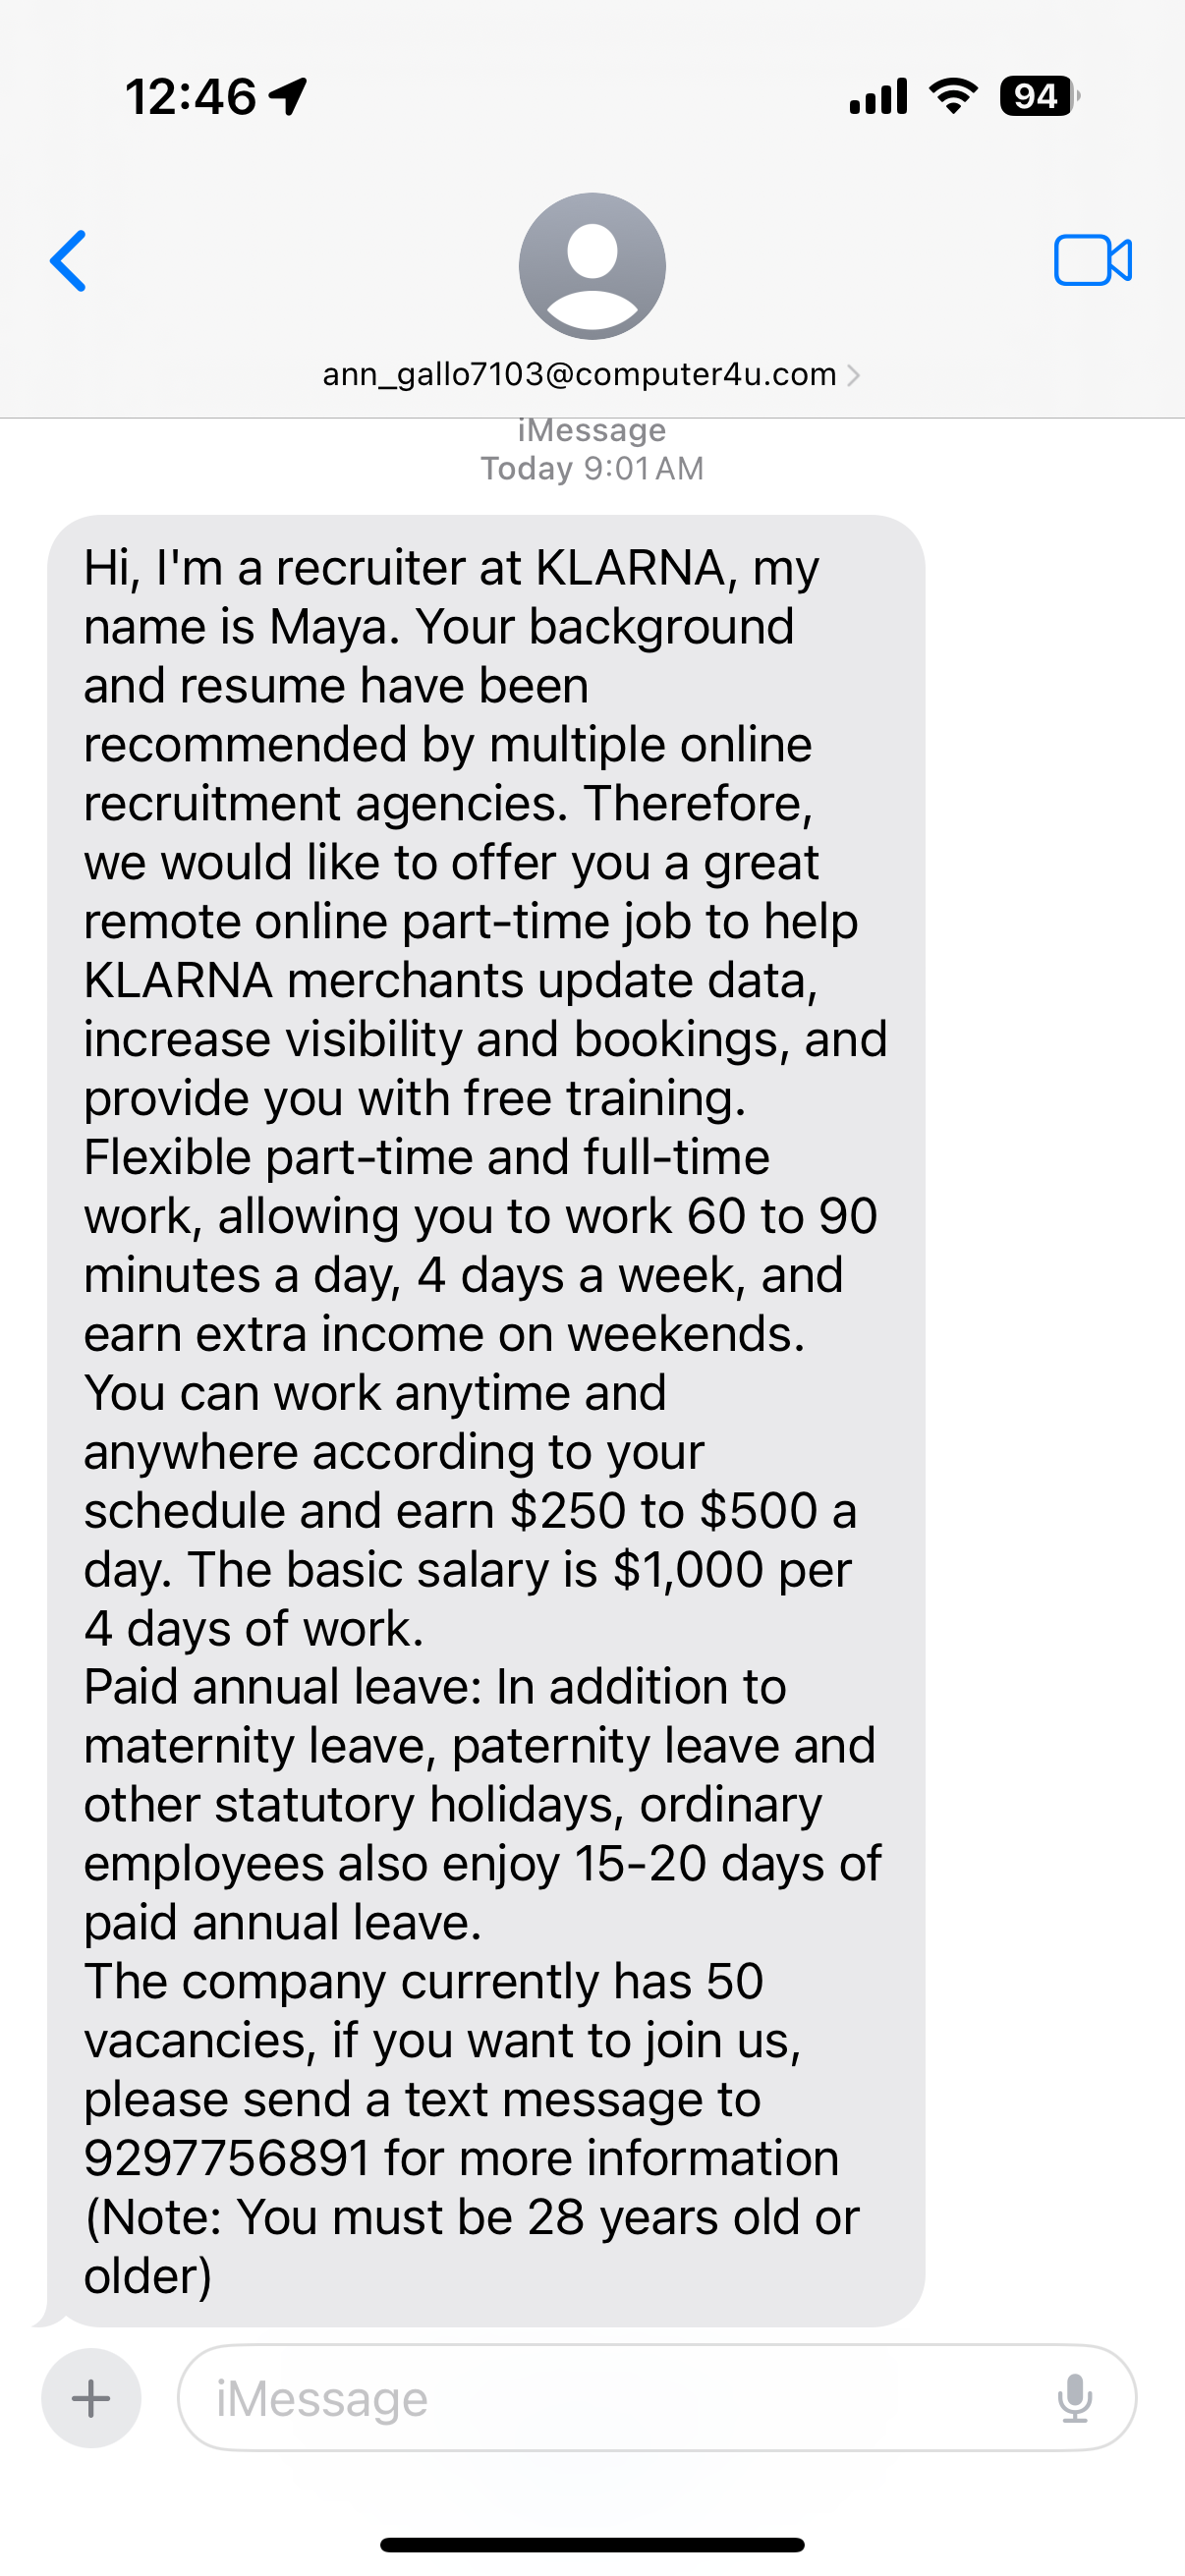 12:46
94
ann_gallo7103@computer4u.com
iMessage
Today 9:01 AM
Hi, I'm a recruiter at KLARNA, my
name is Maya. Your background
and resume have been
recommended by multiple online
recruitment agencies. Therefore,
we would like to offer you a great
remote online part-time job to help
KLARNA merchants update data,
increase visibility and bookings, and
provide you with free training.
Flexible part-time and full-time
work, allowing you to work 60 to 90
minutes a day, 4 days a week, and
earn extra income on weekends.
You can work anytime and
anywhere according to your
schedule and earn $250 to $500 a
day. The basic salary is $1,000 per
4 days of work.
Paid annual leave: In addition to
maternity leave, paternity leave and
other statutory holidays, ordinary
employees also enjoy 15-20 days of
paid annual leave.
The company currently has 50
vacancies, if you want to join us,
please send a text message to
9297756891 for more information
(Note: You must be 28 years old or
older)
iMessage